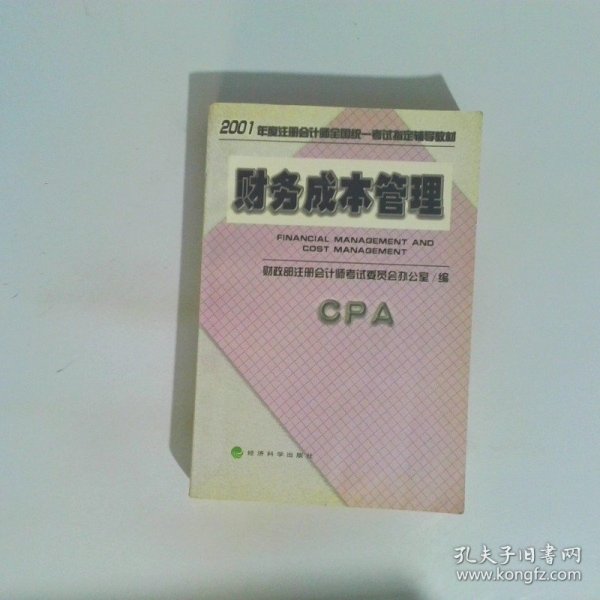 2001年度注册会计师全国统一考试指定辅导教材
财务成本管理
FINANCIAL MANAGEMENT AND
COST MANAGEMENT
财政部注册会计师考试委员会办公室/编
CPA
经济科学出版社
孔夫子旧书网
www.kongfz.com